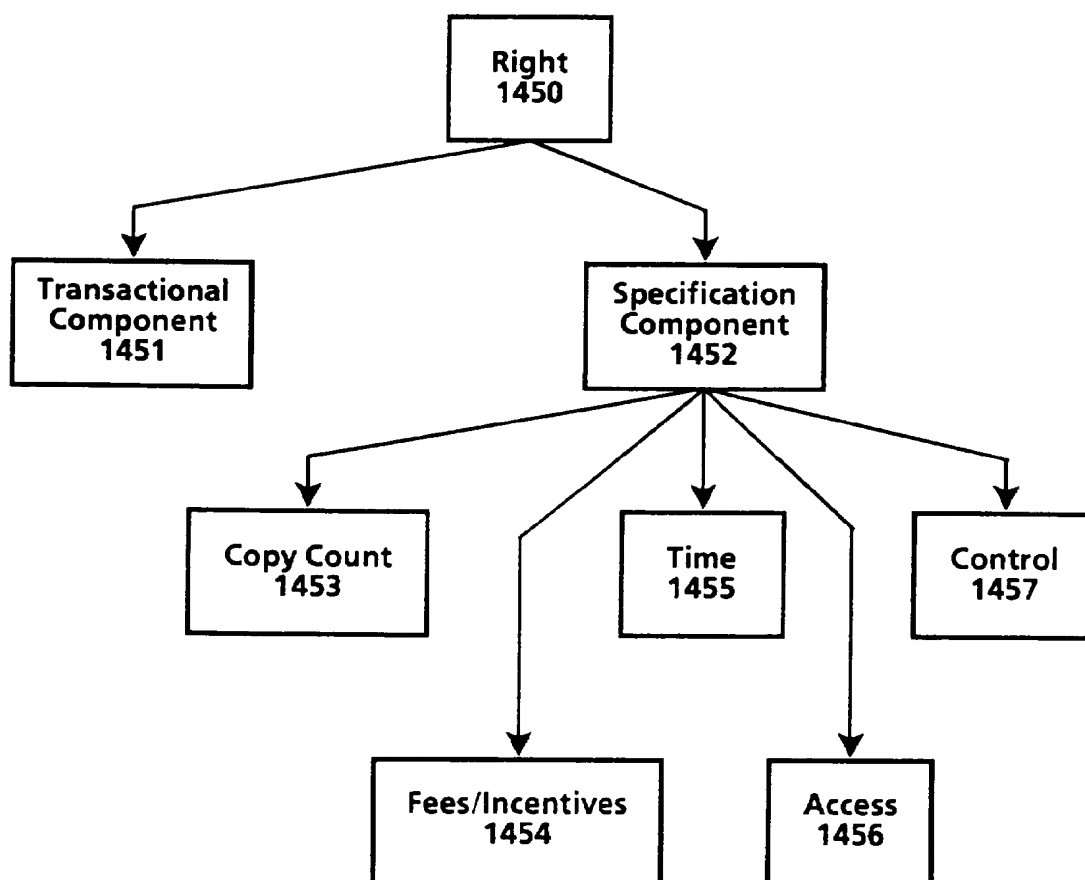 Right
1450
Transactional
Component
1451
Specification
Component
1452
Copy Count
1453
Time
1455
Control
1457
Fees/Incentives
1454
Access
1456